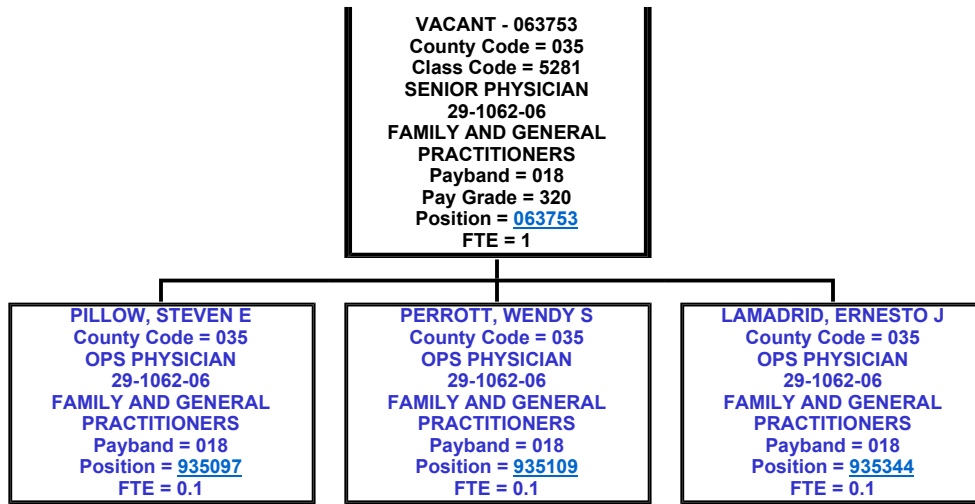 VACANT - 063753
County Code = 035
Class Code = 5281
SENIOR PHYSICIAN
29-1062-06
FAMILY AND GENERAL
PRACTITIONERS
Payband = 018
Pay Grade = 320
Position = 063753
FTE = 1
PILLOW, STEVEN E
County Code = 035
OPS PHYSICIAN
29-1062-06
FAMILY AND GENERAL
PRACTITIONERS
Payband = 018
Position = 935097
FTE = 0.1
PERROTT, WENDY S
County Code = 035
OPS PHYSICIAN
29-1062-06
FAMILY AND GENERAL
PRACTITIONERS
Payband = 018
Position = 935109
FTE = 0.1
LAMADRID, ERNESTO J
County Code = 035
OPS PHYSICIAN
29-1062-06
FAMILY AND GENERAL
PRACTITIONERS
Payband = 018
Position = 935344
FTE = 0.1